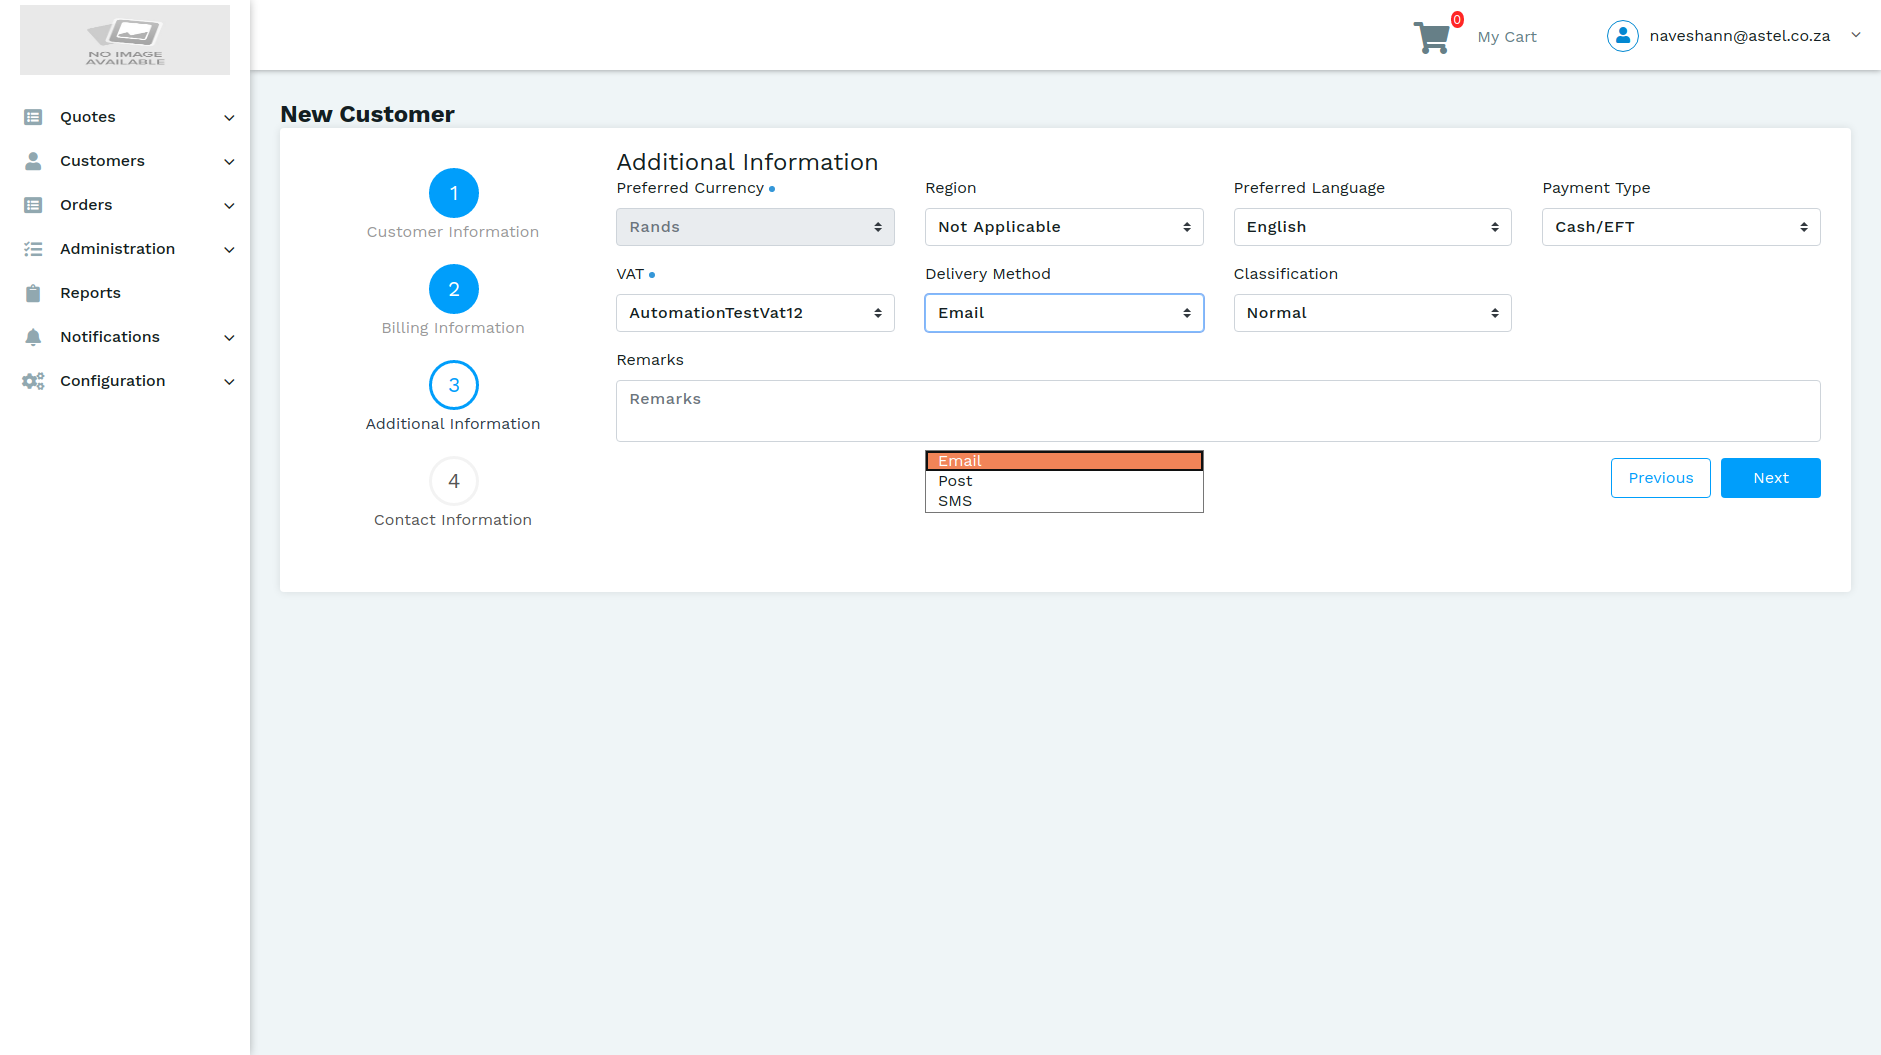 NO IMAGE
AVAILABLE
0
My Cart
naveshann@astel.co.za
Quotes
Customers
Orders
Administration
Reports
Notifications
Configuration
New Customer
1
Customer Information
2
Billing Information
3
Additional Information
4
Contact Information
Additional Information
Preferred Currency
Region
Preferred Language
Payment Type
Rands
Not Applicable
English
Cash/EFT
VAT
Delivery Method
Classification
AutomationTestVat12
Email
Normal
Remarks
Remarks
Email
Post
SMS
Previous
Next